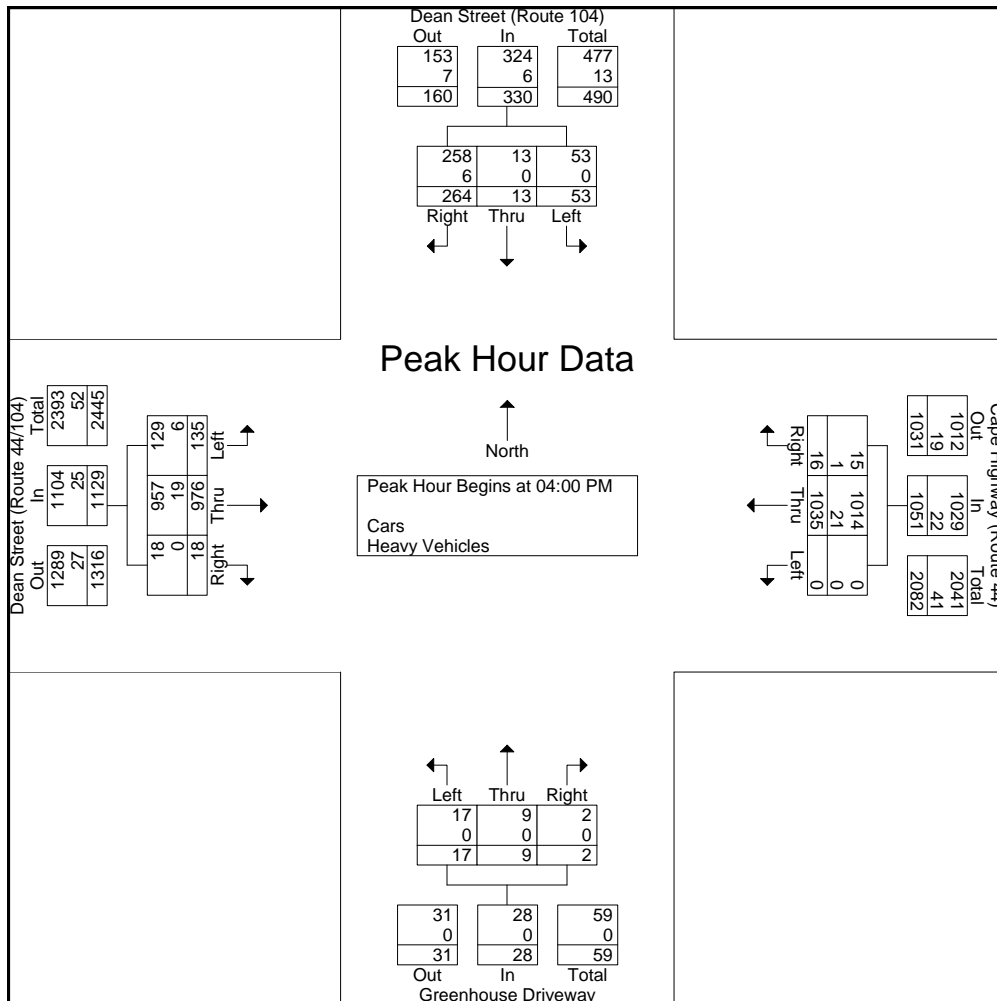 Dean Street (Route 104)
Out In Total
153 324 477
7 6 13
160 330 490
258 13 53
6 0 0
264 13 53
Right Thru Left
Peak Hour Data
North
Peak Hour Begins at 04:00 PM
Cars
Heavy Vehicles
Dean Street (Route 44/104)
Out In Total
1289 1104 2393
27 25 52
1316 1129 2445
129 957 18
6 19 0
135 976 18
Left Thru Right
Cape Highway (Route 44)
Out In Total
1012 1029 2041
19 22 41
1031 1051 2082
15 1014 0
1 21 0
16 1035 0
Right Thru Left
Left Thru Right
17 9 2
0 0 0
17 9 2
31 28 59
0 0 0
31 28 59
Out In Total
Greenhouse Driveway